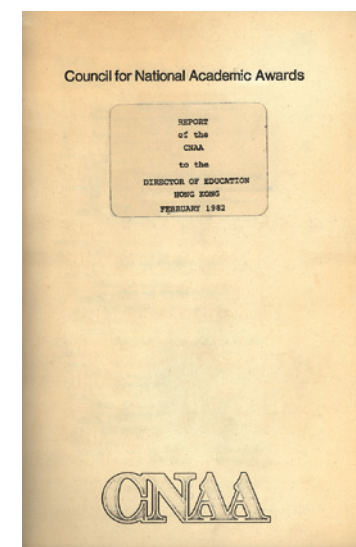 Council for National Academic Awards
REPORT
of the
CNAA
to the
DIRECTOR OF EDUCATION
HONG KONG
FEBRUARY 1982
CNAA